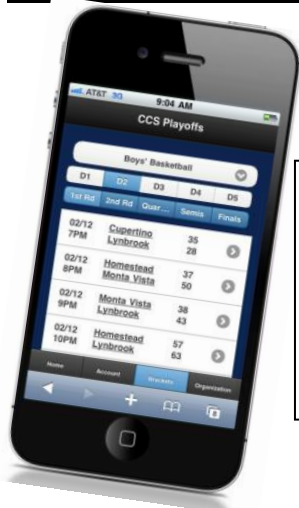 AT&T 3G 9:04 AM
CCS Playoffs
Boys' Basketball
D1 D2 D3 D4 D5
1st Rd 2nd Rd Quar... Semis Finals
02/12 Cupertino 35
7PM Lynbrook 28
02/12 Homestead 37
8PM Monta Vista 50
02/12 Monta Vista 38
9PM Lynbrook 43
02/12 Homestead 57
10PM Lynbrook 63
Home Account Brackets Organization